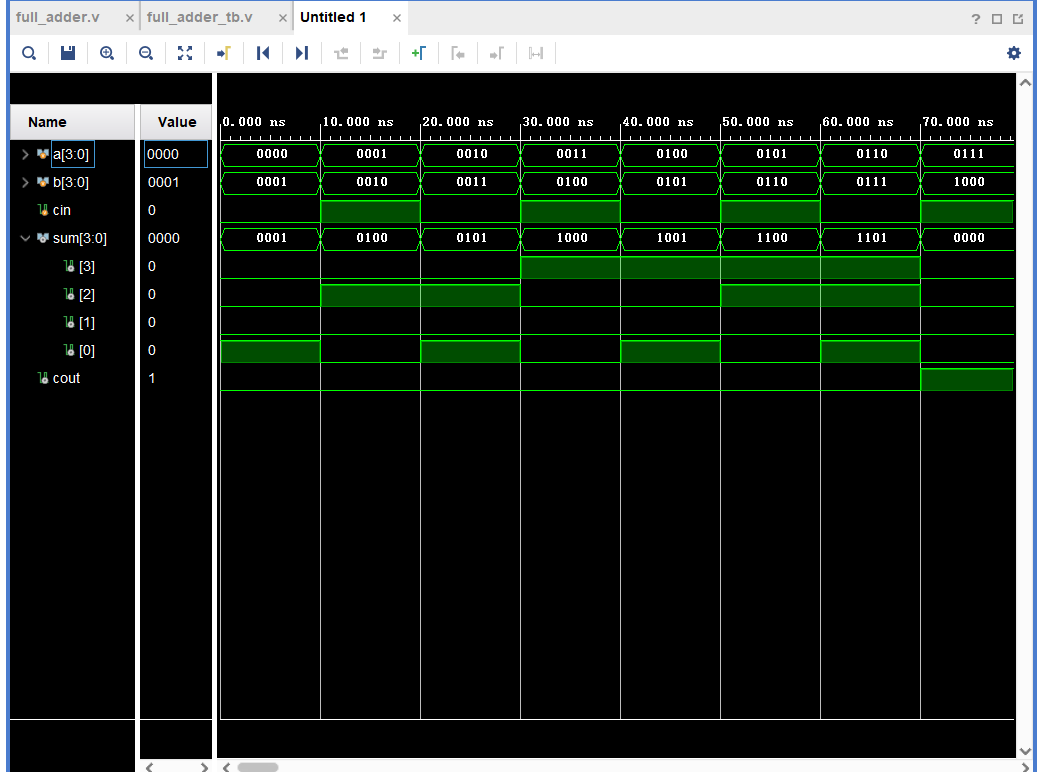 full_adder.v × full_adder_tb.v × Untitled 1 × ?
Name Value 0.000 ns 10.000 ns 20.000 ns 30.000 ns 40.000 ns 50.000 ns 60.000 ns 70.000 ns
a[3:0] 0000 0000 0001 0010 0011 0100 0101 0110 0111
b[3:0] 0001 0001 0010 0011 0100 0101 0110 0111 1000
cin 0
sum[3:0] 0000 0001 0100 0101 1000 1001 1100 1101 0000
[3] 0
[2] 0
[1] 0
[0] 0
cout 1